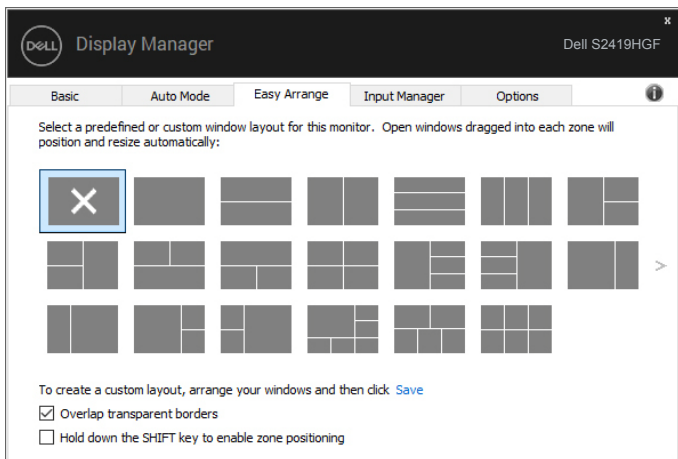 x
DELL
Display Manager
Dell S2419HGF
Basic
Auto Mode
Easy Arrange
Input Manager
Options
i
Select a predefined or custom window layout for this monitor. Open windows dragged into each zone will
position and resize automatically:
>
To create a custom layout, arrange your windows and then click Save
Overlap transparent borders
Hold down the SHIFT key to enable zone positioning